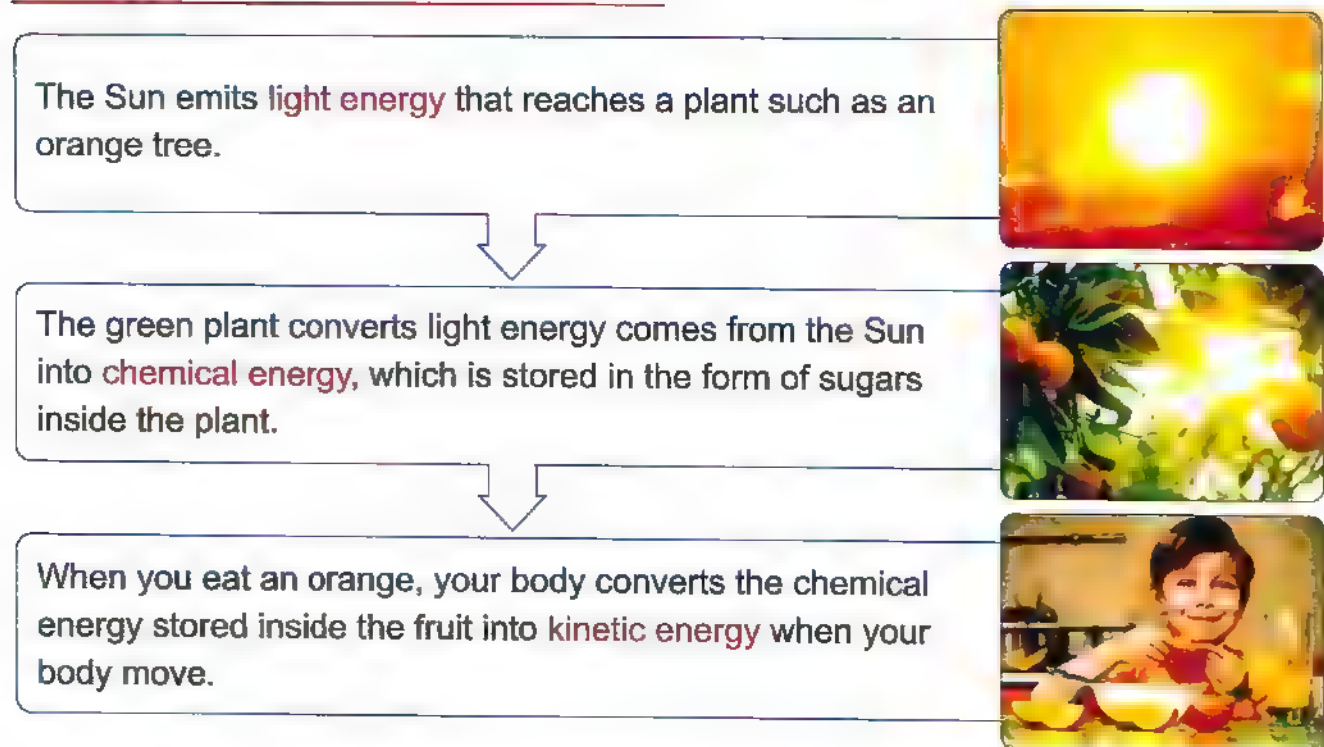 The Sun emits light energy that reaches a plant such as an
orange tree.
The green plant converts light energy comes from the Sun
into chemical energy, which is stored in the form of sugars
inside the plant.
When you eat an orange, your body converts the chemical
energy stored inside the fruit into kinetic energy when your
body move.